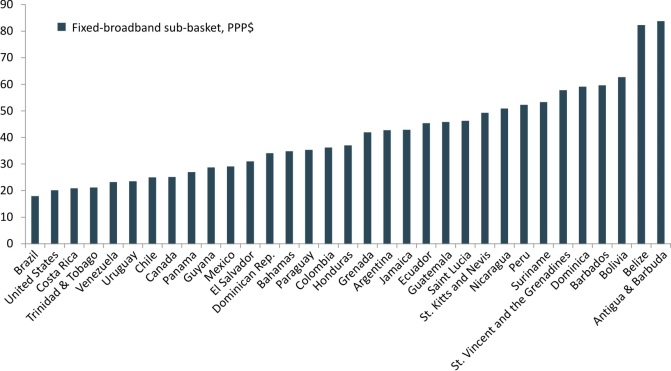 90
80
70
60
50
40
30
20
10
0
Fixed-broadband sub-basket, PPP$
Brazil
United States
Costa Rica
Trinidad & Tobago
Venezuela
Uruguay
Chile
Canada
Panama
Guyana
Mexico
El Salvador
Dominican Rep.
Bahamas
Paraguay
Colombia
Honduras
Grenada
Argentina
Jamaica
Ecuador
Guatemala
Saint Lucia
St. Kitts and Nevis
Nicaragua
Peru
Suriname
St. Vincent and the Grenadines
Dominica
Barbados
Bolivia
Belize
Antigua & Barbuda